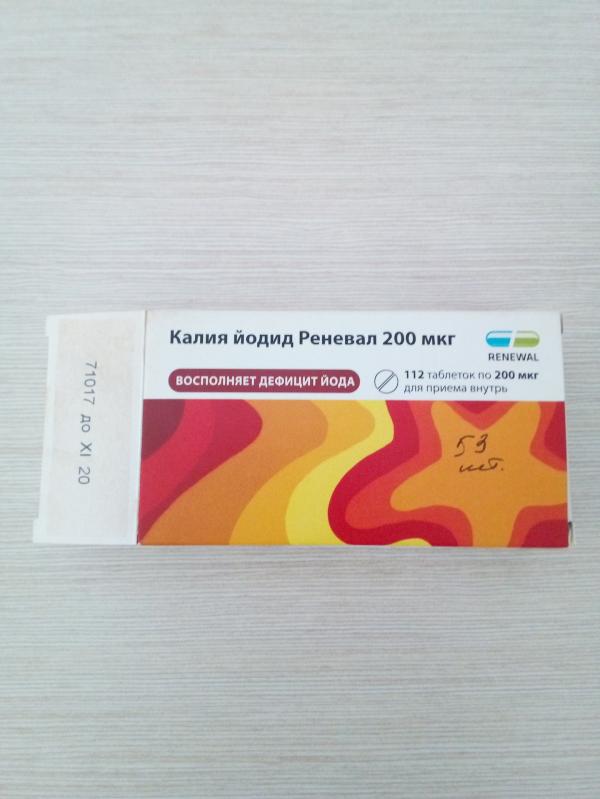 Калия йодид Реневал 200 мкг
RENEWAL
ВОСПОЛНЯЕТ ДЕФИЦИТ ЙОДА
112 таблеток по 200 мкг
для приема внутрь
53
шт.
71017 до XI 20